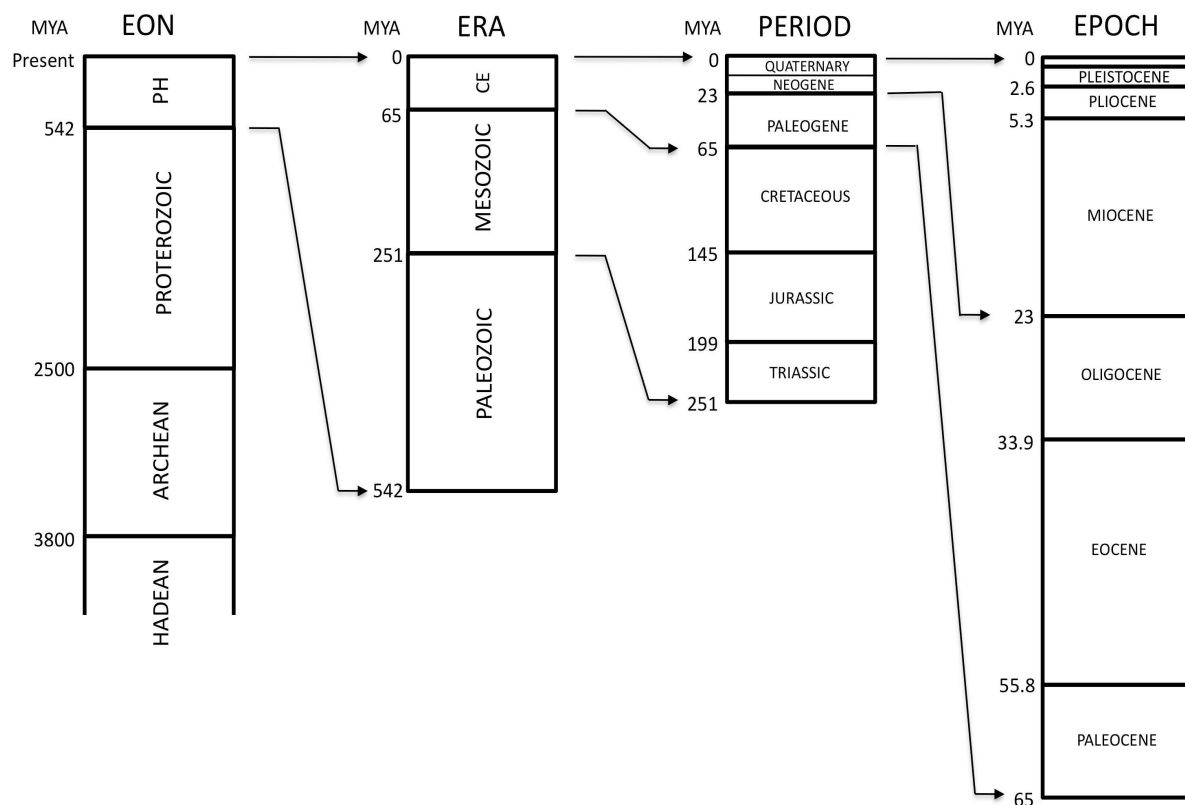 MYA EON
Present
PH
542
PROTEROZOIC
2500
ARCHEAN
3800
HADEAN
MYA ERA
0
CE
65
MESOZOIC
251
PALEOZOIC
542
MYA PERIOD
0
QUATERNARY
NEOGENE
23
PALEOGENE
65
CRETACEOUS
145
JURASSIC
199
TRIASSIC
251
MYA EPOCH
0
PLEISTOCENE
2.6
PLIOCENE
5.3
MIOCENE
23
OLIGOCENE
33.9
EOCENE
55.8
PALEOCENE
65